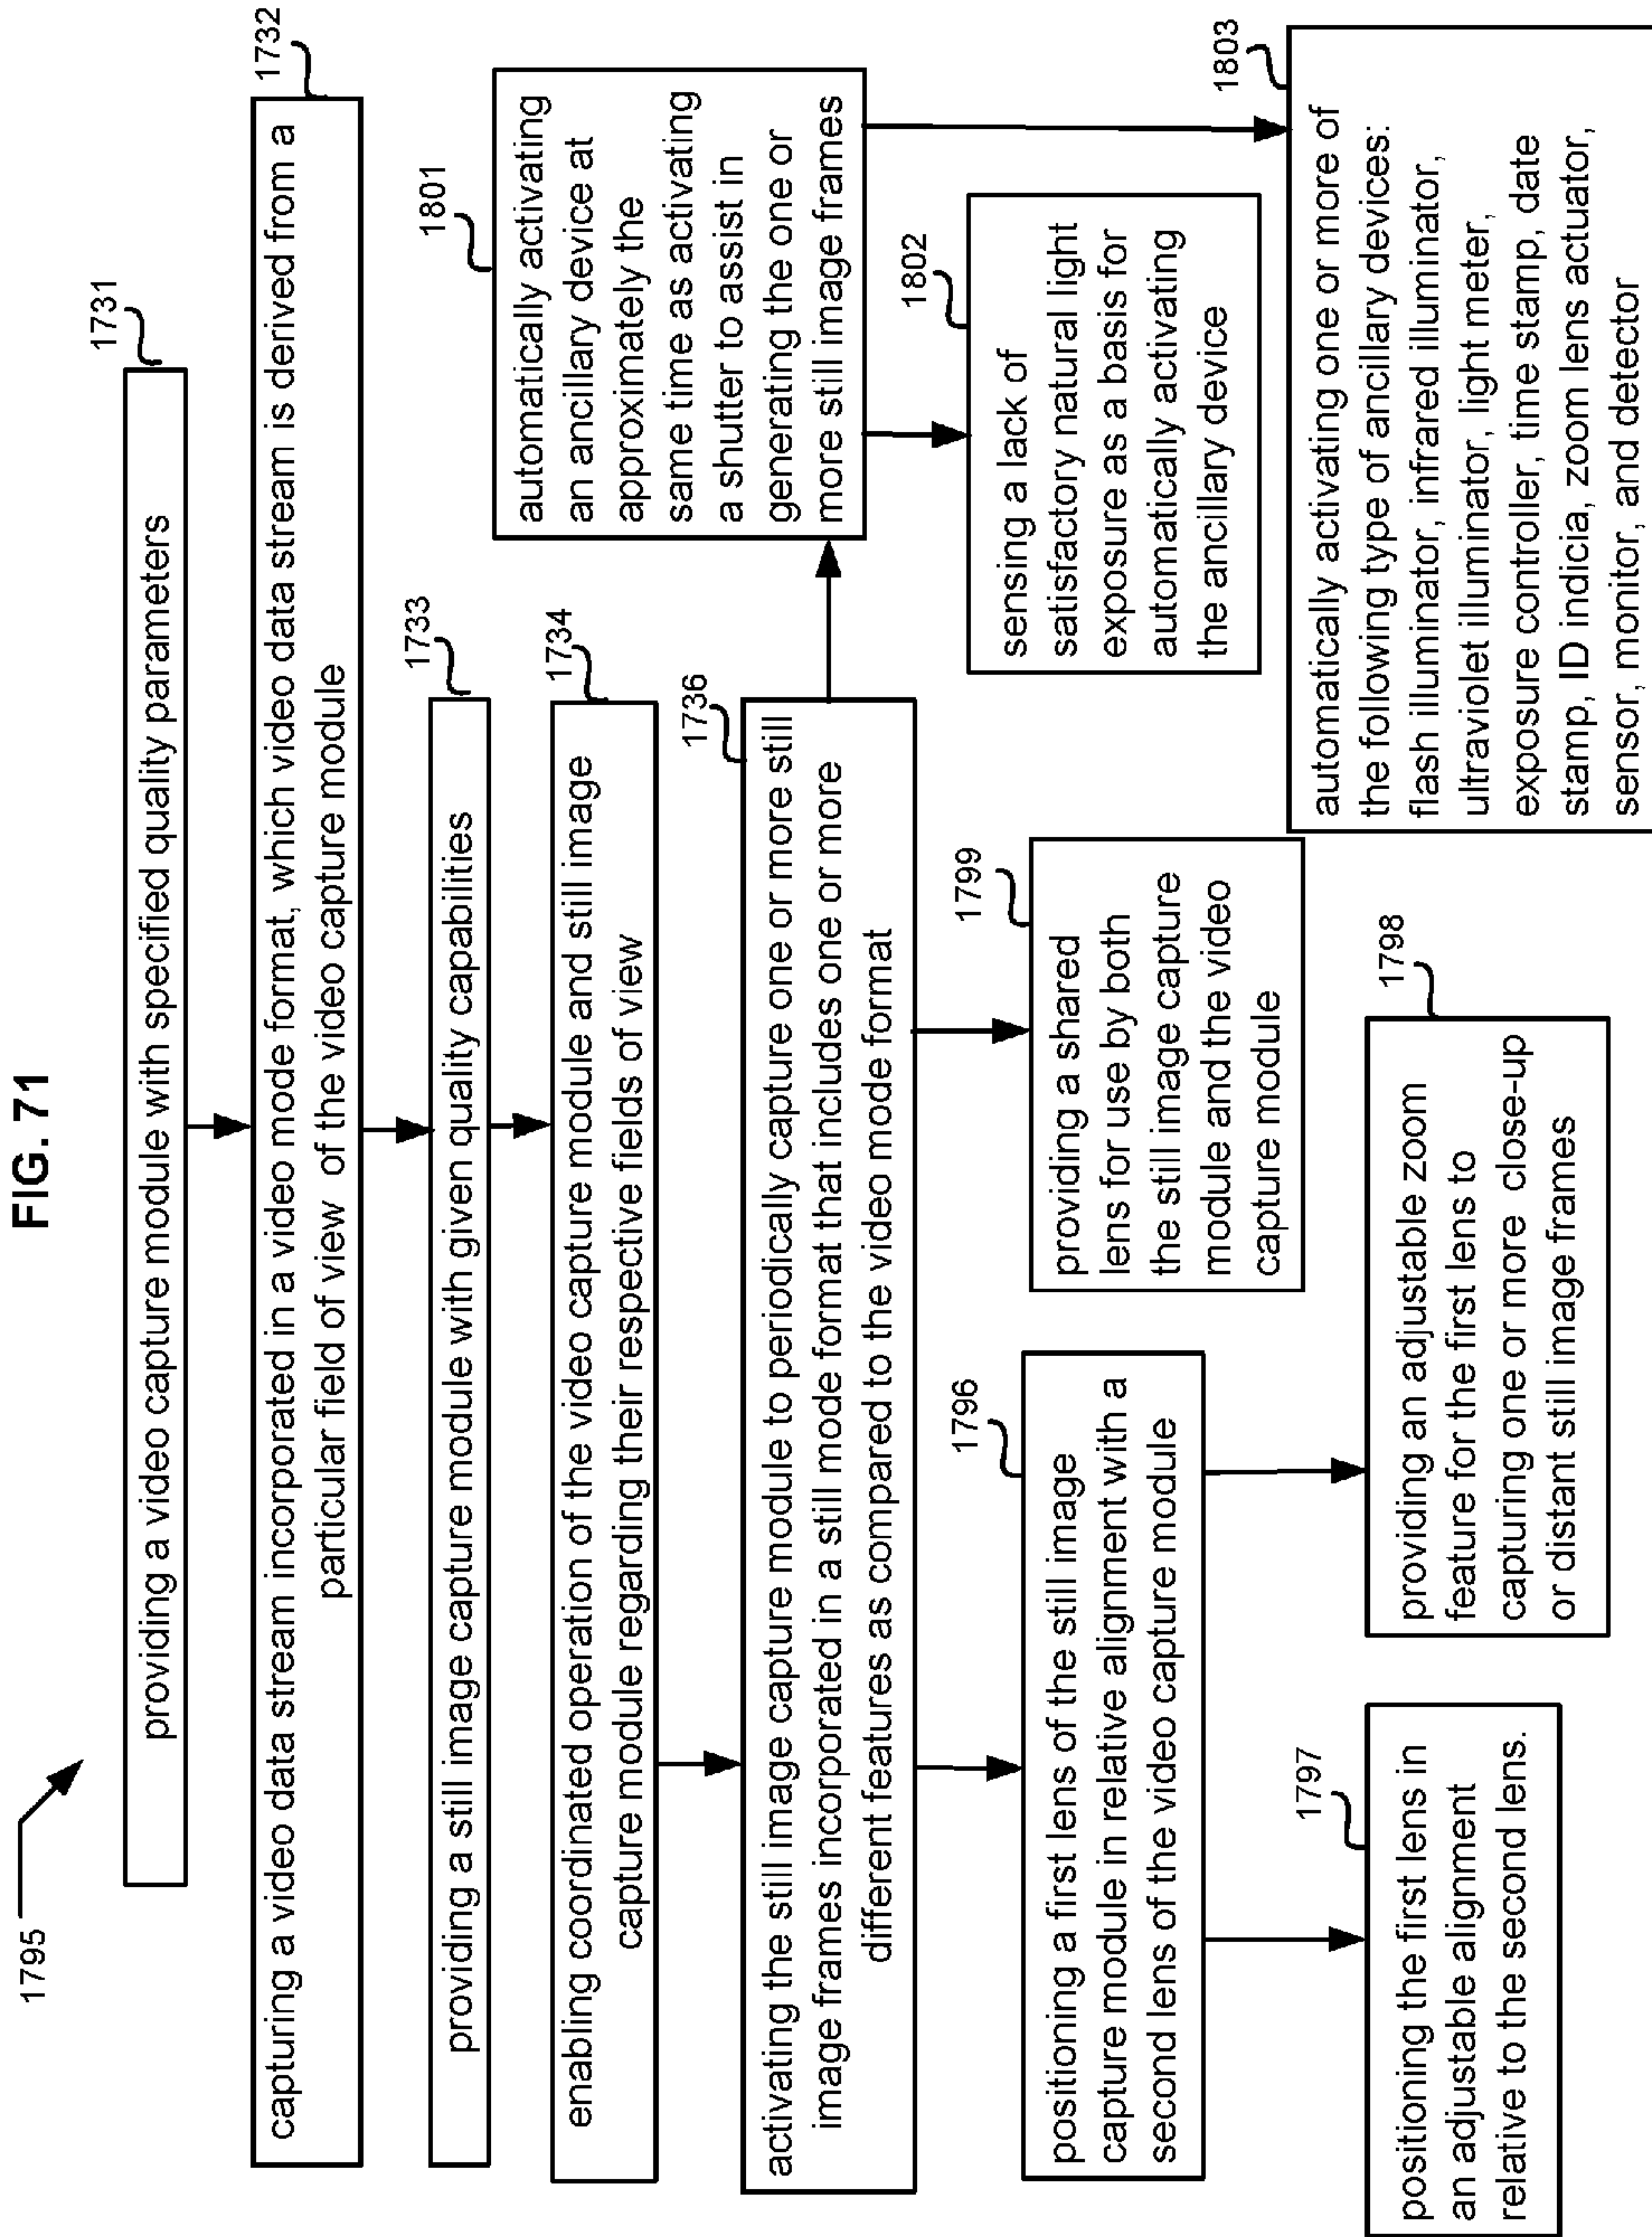 FIG. 71
1795
1731
providing a video capture module with specified quality parameters
1732
capturing a video data stream incorporated in a video mode format, which video data stream is derived from a
particular field of view of the video capture module
1733
providing a still image capture module with given quality capabilities
1734
enabling coordinated operation of the video capture module and still image
capture module regarding their respective fields of view
1736
activating the still image capture module to periodically capture one or more still
image frames incorporated in a still mode format that includes one or more
different features as compared to the video mode format
1801
automatically activating
an ancillary device at
approximately the
same time as activating
a shutter to assist in
generating the one or
more still image frames
1796
positioning a first lens of the still image
capture module in relative alignment with a
second lens of the video capture module
1799
providing a shared
lens for use by both
the still image capture
module and the video
capture module
1802
sensing a lack of
satisfactory natural light
exposure as a basis for
automatically activating
the ancillary device
1797
positioning the first lens in
an adjustable alignment
relative to the second lens.
1798
providing an adjustable zoom
feature for the first lens to
capturing one or more close-up
or distant still image frames
1803
automatically activating one or more of
the following type of ancillary devices:
flash illuminator, infrared illuminator,
ultraviolet illuminator, light meter,
exposure controller, time stamp, date
stamp, ID indicia, zoom lens actuator,
sensor, monitor, and detector